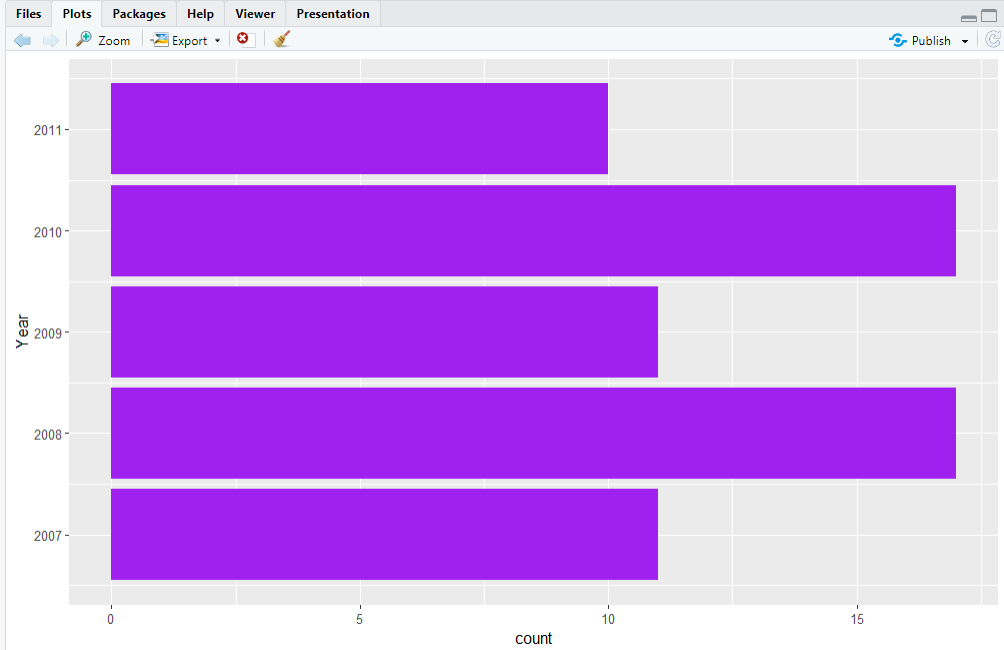 Files Plots Packages Help Viewer Presentation
Zoom Export Publish
2011
2010
2009
2008
2007
Year
0 5 10 15
count